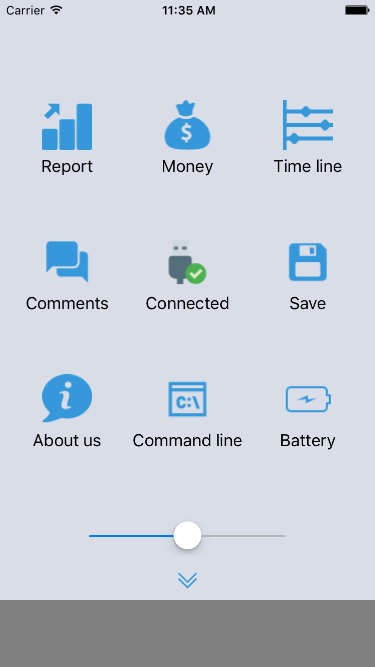 Carrier 11:35 AM
$
Report Money Time line
Comments Connected Save
i
C:\
About us Command line Battery